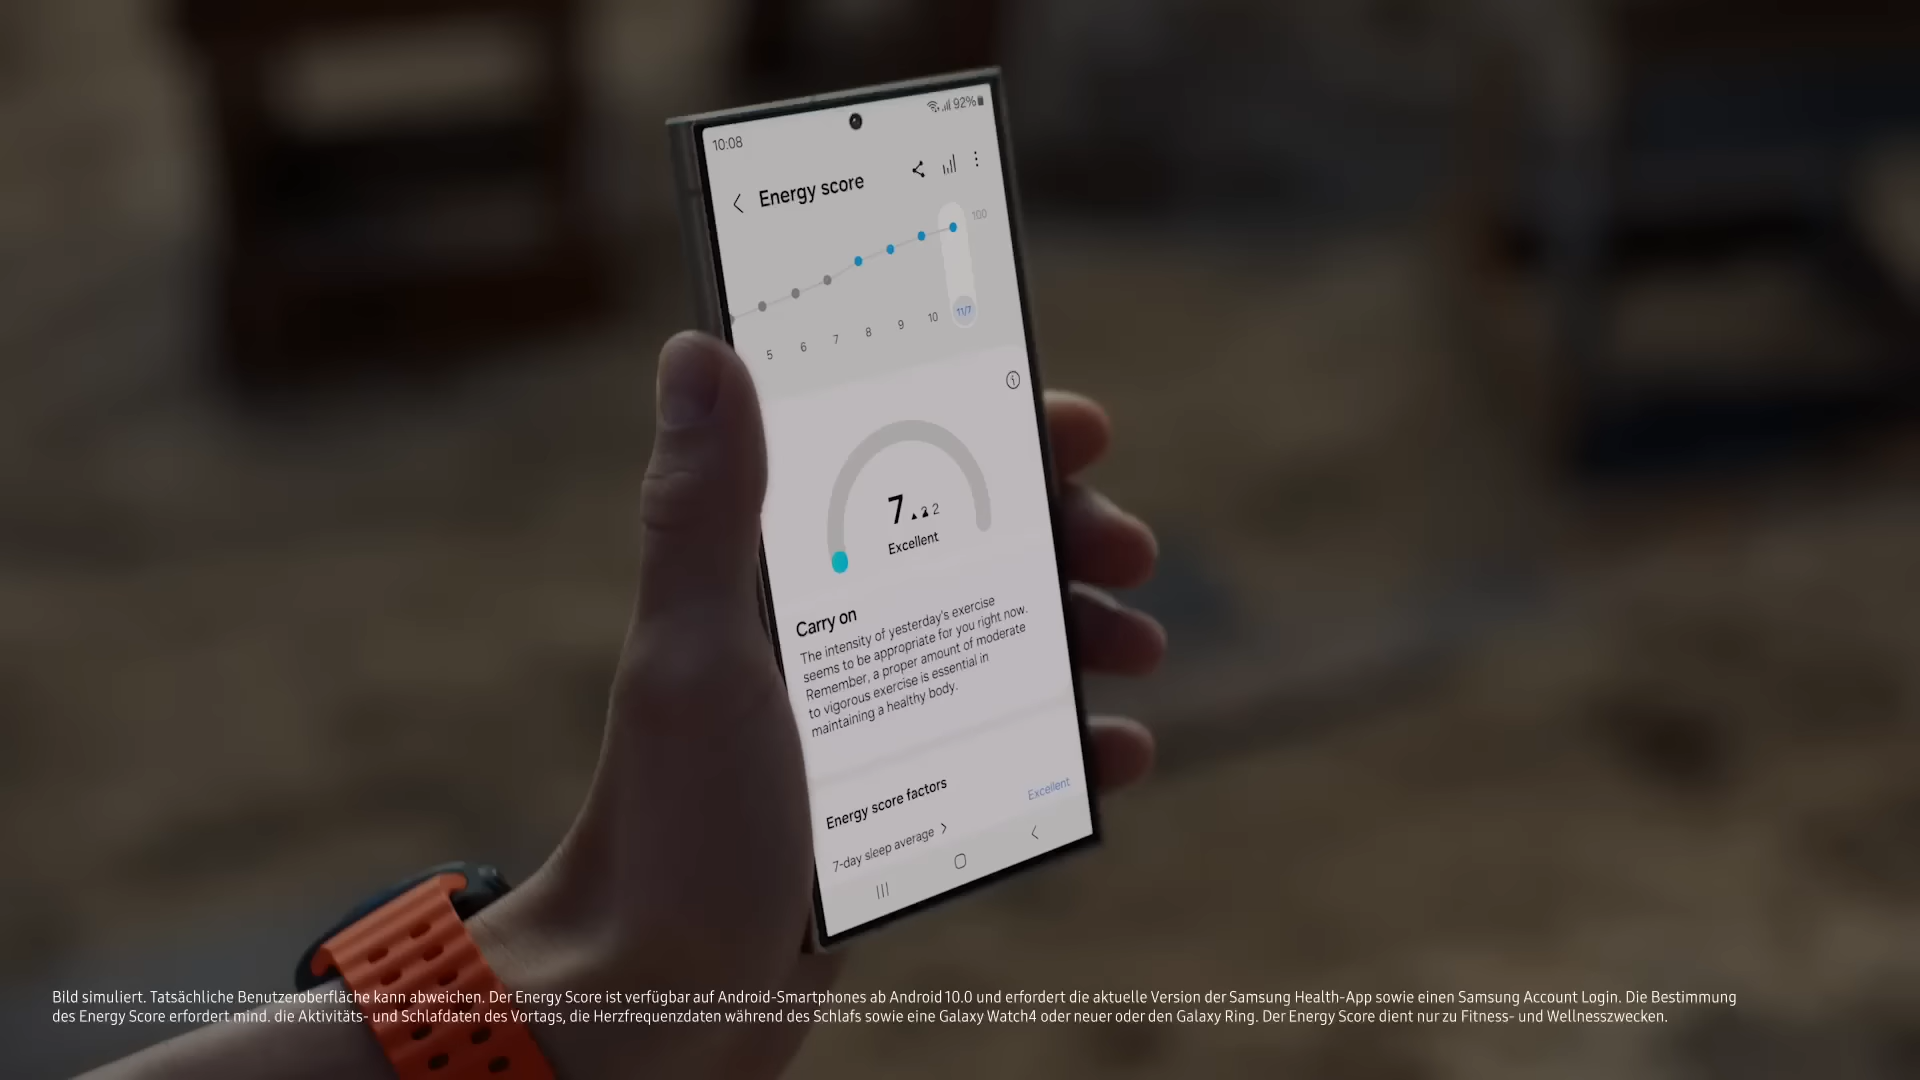 10:08
92%
Energy score
100
5 6 7 8 9 10 11/7
7
2
Excellent
Carry on
The intensity of yesterday's exercise
seems to be appropriate for you right now.
Remember, a proper amount of moderate
to vigorous exercise is essential in
maintaining a healthy body.
Energy score factors
7-day sleep average
Excellent
Bild simuliert. Tatsächliche Benutzeroberfläche kann abweichen. Der Energy Score ist verfügbar auf Android-Smartphones ab Android 10.0 und erfordert die aktuelle Version der Samsung Health-App sowie einen Samsung Account Login. Die Bestimmung
des Energy Score erfordert mind. die Aktivitäts- und Schlafdaten des Vortags, die Herzfrequenzdaten während des Schlafs sowie eine Galaxy Watch4 oder neuer oder den Galaxy Ring. Der Energy Score dient nur zu Fitness- und Wellnesszwecken.